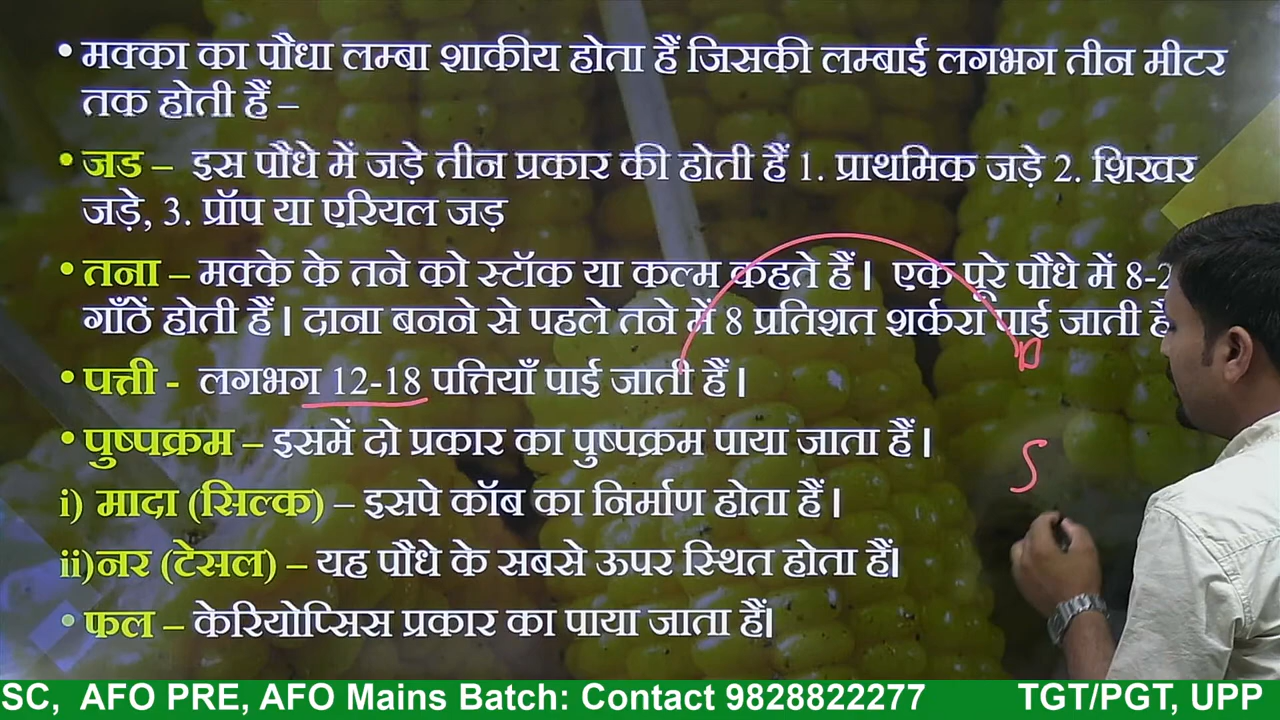 • मक्का का पौधा लम्बा शाकीय होता हैं जिसकी लम्बाई लगभग तीन मीटर
तक होती हैं –
• जड – इस पौधे में जड़े तीन प्रकार की होती हैं 1. प्राथमिक जड़े 2. शिखर
जड़े, 3. प्रॉप या एरियल जड़
• तना – मक्के के तने को स्टॉक या कल्म कहते हैं। एक पूरे पौधे में
गाँठें होती हैं। दाना बनने से पहले तने में 8 प्रतिशत शर्करा पाई जाती हैं
• पत्ती - लगभग 12-18 पत्तियाँ पाई जाती हैं।
• पुष्पक्रम – इसमें दो प्रकार का पुष्पक्रम पाया जाता हैं।
i) मादा (सिल्क) – इसपे कॉब का निर्माण होता हैं।
ii)नर (टेसल) – यह पौधे के सबसे ऊपर स्थित होता हैं।
• फल – केरियोप्सिस प्रकार का पाया जाता हैं।
SC, AFO PRE, AFO Mains Batch: Contact 9828822277 TGT/PGT, UPP